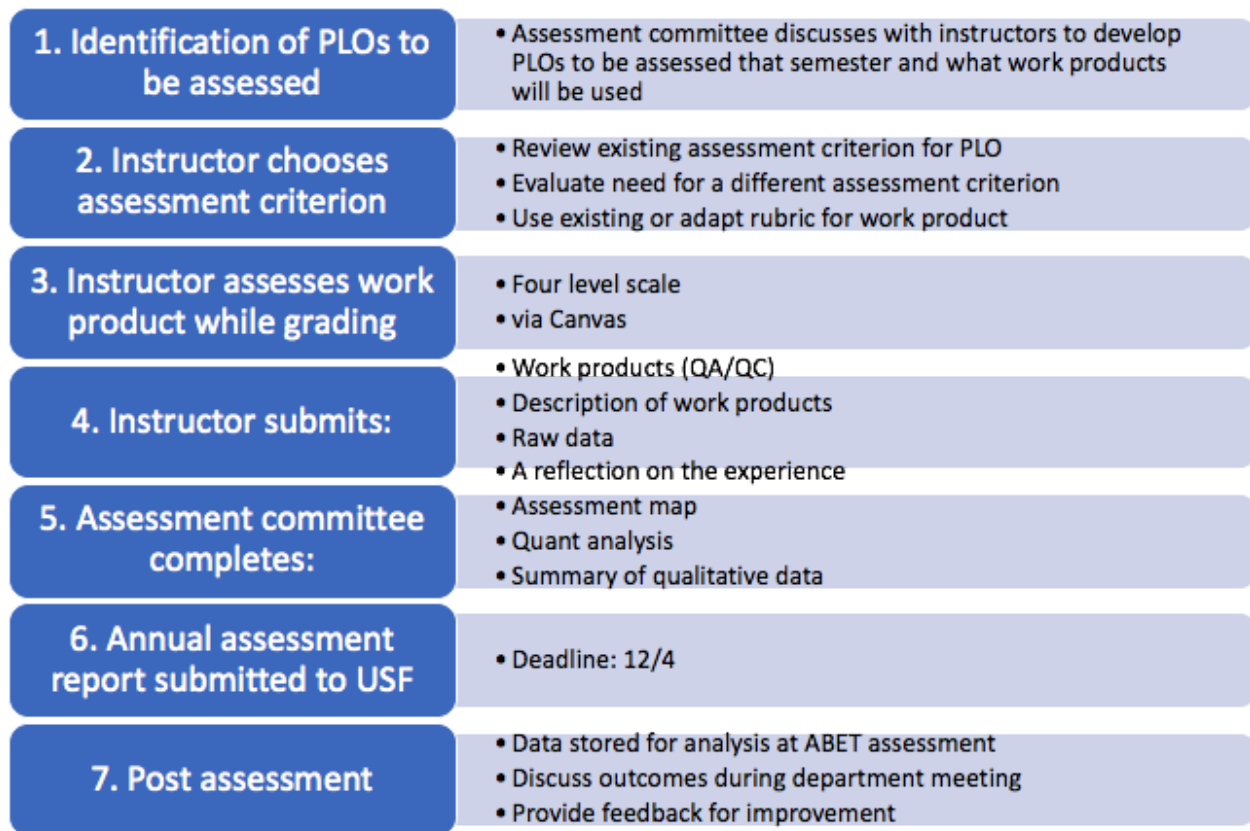 1. Identification of PLOs to
be assessed
• Assessment committee discusses with instructors to develop
PLOs to be assessed that semester and what work products
will be used
2. Instructor chooses
assessment criterion
• Review existing assessment criterion for PLO
• Evaluate need for a different assessment criterion
• Use existing or adapt rubric for work product
3. Instructor assesses work
product while grading
• Four level scale
• via Canvas
4. Instructor submits:
• Work products (QA/QC)
• Description of work products
• Raw data
• A reflection on the experience
5. Assessment committee
completes:
• Assessment map
• Quant analysis
• Summary of qualitative data
6. Annual assessment
report submitted to USF
• Deadline: 12/4
7. Post assessment
• Data stored for analysis at ABET assessment
• Discuss outcomes during department meeting
• Provide feedback for improvement